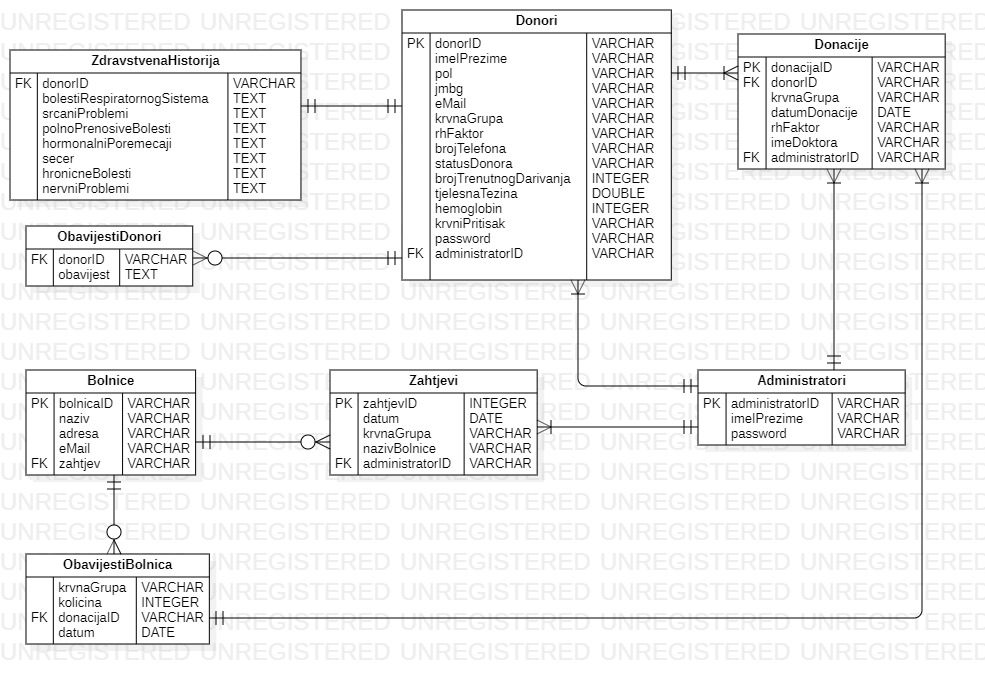 ZdravstvenaHistorija
FK donorID VARCHAR
bolestiRespiratornogSistema TEXT
srcaniProblemi TEXT
polnoPrenosiveBolesti TEXT
hormonalniPoremecaji TEXT
secer TEXT
hronicneBolesti TEXT
nervniProblemi TEXT
Donori
PK donorID VARCHAR
imeIPrezime VARCHAR
pol VARCHAR
jmbg VARCHAR
eMail VARCHAR
krvnaGrupa VARCHAR
rhFaktor VARCHAR
brojTelefona VARCHAR
statusDonora VARCHAR
brojTrenutnogDarivanja INTEGER
tjelesnaTezina DOUBLE
hemoglobin INTEGER
krvniPritisak VARCHAR
password VARCHAR
FK administratorID VARCHAR
Donacije
PK donacijaID VARCHAR
FK donorID VARCHAR
krvnaGrupa VARCHAR
datumDonacije DATE
rhFaktor VARCHAR
imeDoktora VARCHAR
FK administratorID VARCHAR
ObavijestiDonori
FK donorID VARCHAR
obavijest TEXT
Bolnice
PK bolnicaID VARCHAR
naziv VARCHAR
adresa VARCHAR
eMail VARCHAR
FK zahtjev VARCHAR
Zahtjevi
PK zahtjevID INTEGER
datum DATE
krvnaGrupa VARCHAR
nazivBolnice VARCHAR
FK administratorID VARCHAR
Administratori
PK administratorID VARCHAR
imeIPrezime VARCHAR
password VARCHAR
ObavijestiBolnica
krvnaGrupa VARCHAR
kolicina INTEGER
FK donacijaID VARCHAR
datum DATE
UNREGISTERED